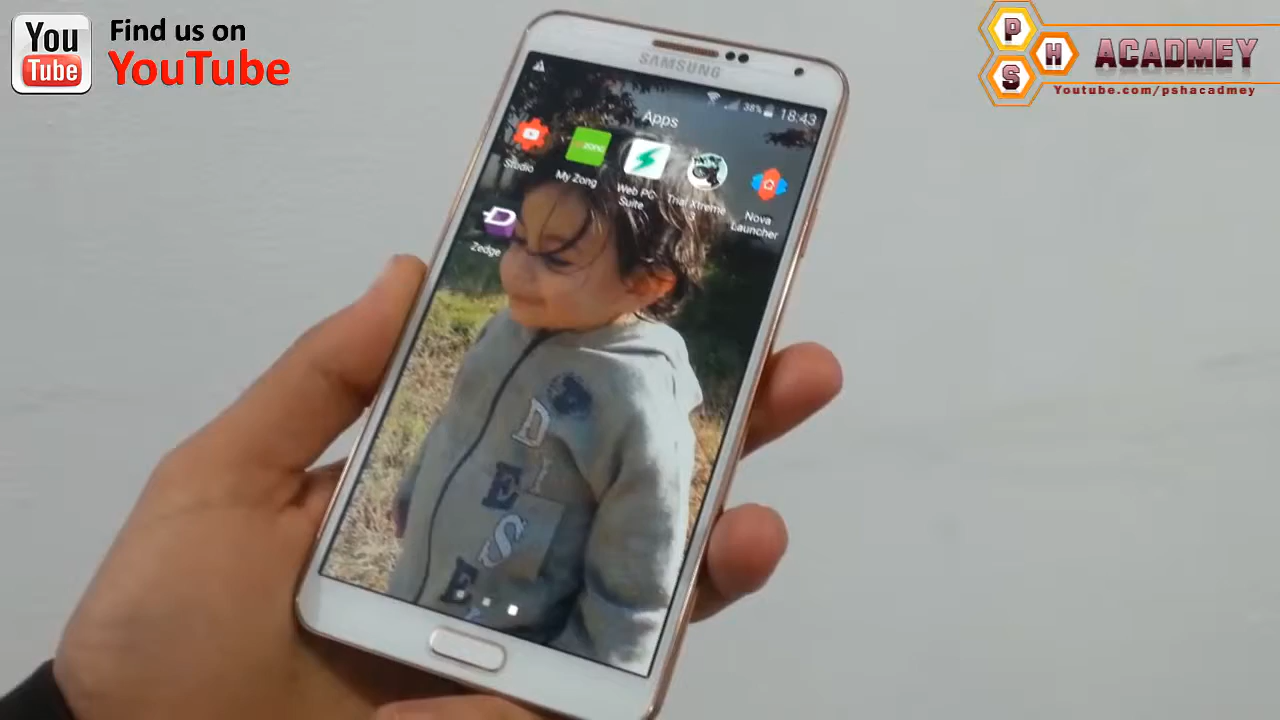 You
Tube
Find us on
YouTube
P
S
H
ACADMEY
Youtube.com/pshacadmey
SAMSUNG
38%
18:43
Apps
Studio
My Zong
Web PC
Suite
Trial Xtreme
3
Nova
Launcher
Zedge
D
E
S
E